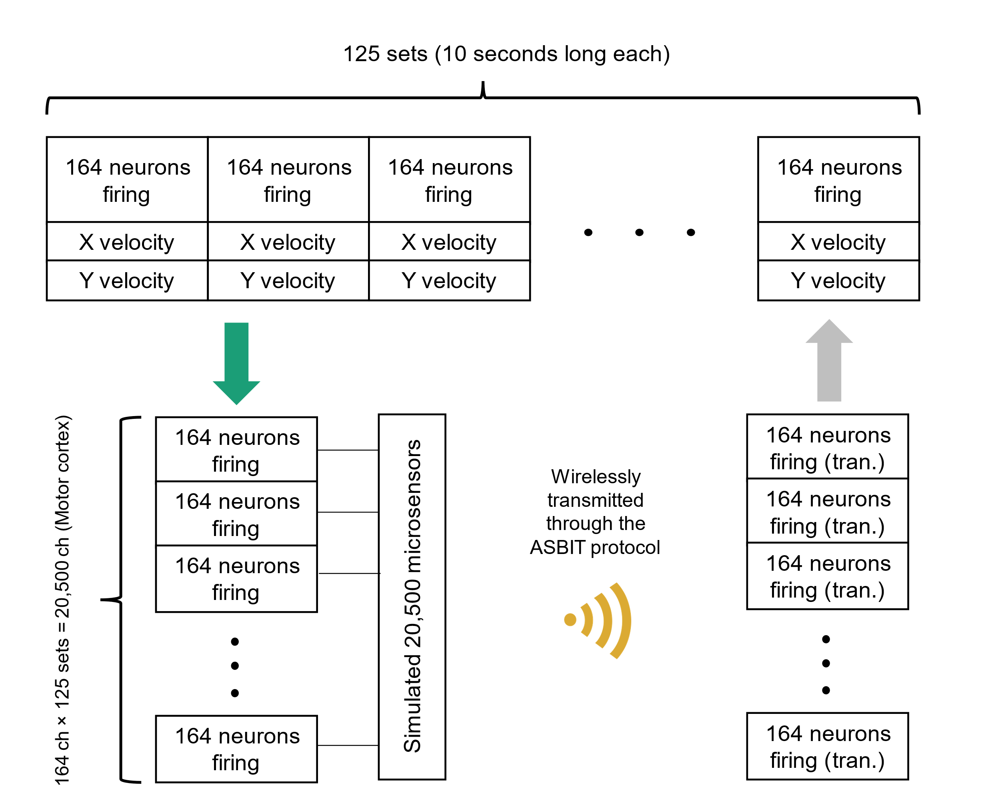 125 sets (10 seconds long each)
164 neurons
firing
164 neurons
firing
164 neurons
firing
164 neurons
firing
X velocity
X velocity
X velocity
X velocity
Y velocity
Y velocity
Y velocity
Y velocity
164 ch × 125 sets = 20,500 ch (Motor cortex)
164 neurons
firing
164 neurons
firing
164 neurons
firing
164 neurons
firing
Simulated 20,500 microsensors
Wirelessly
transmitted
through the
ASBIT protocol
164 neurons
firing (tran.)
164 neurons
firing (tran.)
164 neurons
firing (tran.)
164 neurons
firing (tran.)